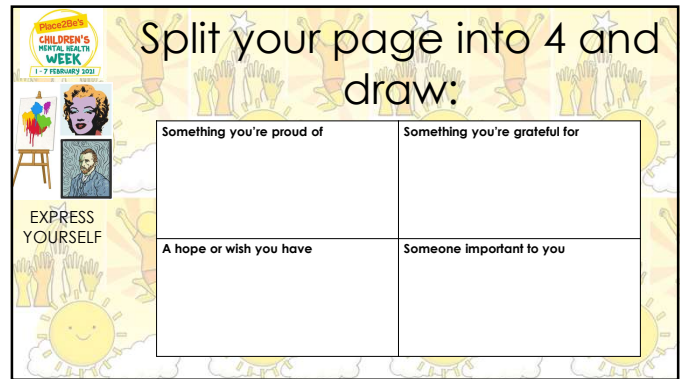 Place2Be's
CHILDREN'S
MENTAL HEALTH
WEEK
1 - 7 FEBRUARY 2021
Split your page into 4 and
draw:
EXPRESS
YOURSELF
Something you're proud of
Something you're grateful for
A hope or wish you have
Someone important to you